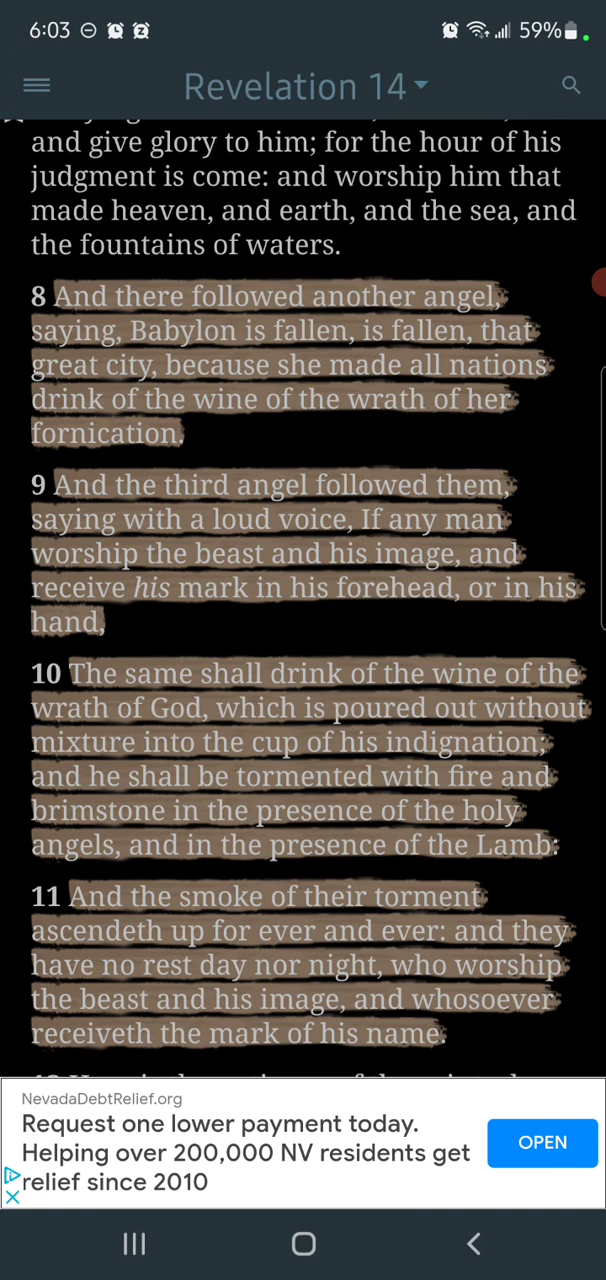 6:03
59%
Revelation 14
and give glory to him; for the hour of his
judgment is come: and worship him that
made heaven, and earth, and the sea, and
the fountains of waters.
8 And there followed another angel,
saying, Babylon is fallen, is fallen, that
great city, because she made all nations
drink of the wine of the wrath of her
fornication.
9 And the third angel followed them,
saying with a loud voice, If any man
worship the beast and his image, and
receive his mark in his forehead, or in his
hand,
10 The same shall drink of the wine of the
wrath of God, which is poured out without
mixture into the cup of his indignation;
and he shall be tormented with fire and
brimstone in the presence of the holy
angels, and in the presence of the Lamb:
11 And the smoke of their torment
ascendeth up for ever and ever: and they
have no rest day nor night, who worship
the beast and his image, and whosoever
receiveth the mark of his name.
NevadaDebtRelief.org
Request one lower payment today.
Helping over 200,000 NV residents get
relief since 2010
OPEN